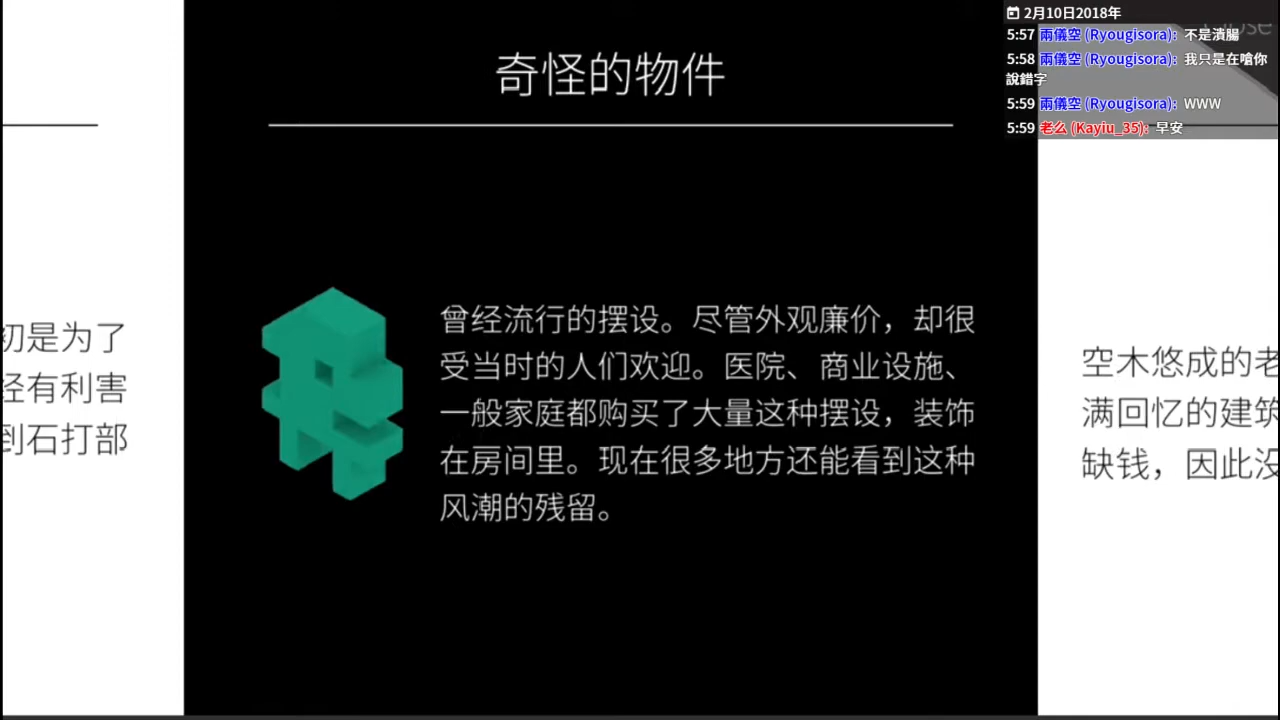 奇怪的物件
初是为了
经有利害
到石打部
曾经流行的摆设。尽管外观廉价，却很
受当时的人们欢迎。医院、商业设施、
一般家庭都购买了大量这种摆设，装饰
在房间里。现在很多地方还能看到这种
风潮的残留。
空木悠成的老
满回忆的建筑
缺钱，因此没
2月10日2018年
5:57 兩儀空 (Ryougisora): 不是瀆腸
5:58 兩儀空 (Ryougisora): 我只是在嗆你
說錯字
5:59 兩儀空 (Ryougisora): WWW
5:59 老么 (Kayiu_35): 早安